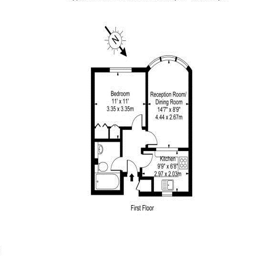 N
Bedroom
11' x 11'
3.35 x 3.35m
Reception Room/
Dining Room
14'7" x 8'9"
4.44 x 2.67m
Kitchen
9'9" x 6'8"
2.97 x 2.03m
First Floor